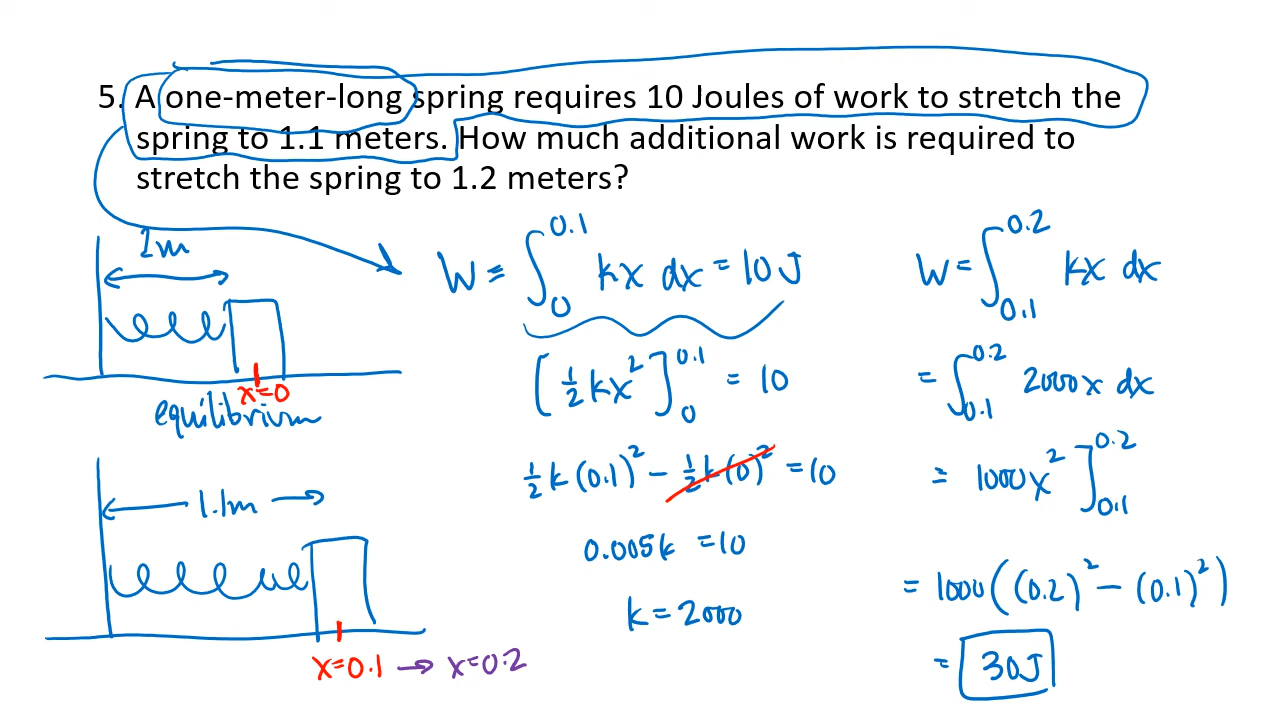 5. A one-meter-long spring requires 10 Joules of work to stretch the
spring to 1.1 meters. How much additional work is required to
stretch the spring to 1.2 meters?
1m
x=0
equilibrium
1.1m
x=0.1 → x=0.2
W = ∫_0^0.1 kx dx = 10J
[½kx²]_0^0.1 = 10
½k(0.1)² − ½k(0)² = 10
0.005k = 10
k = 2000
W = ∫_0.1^0.2 kx dx
= ∫_0.1^0.2 2000x dx
= 1000x²]_0.1^0.2
= 1000((0.2)² − (0.1)²)
= 30J